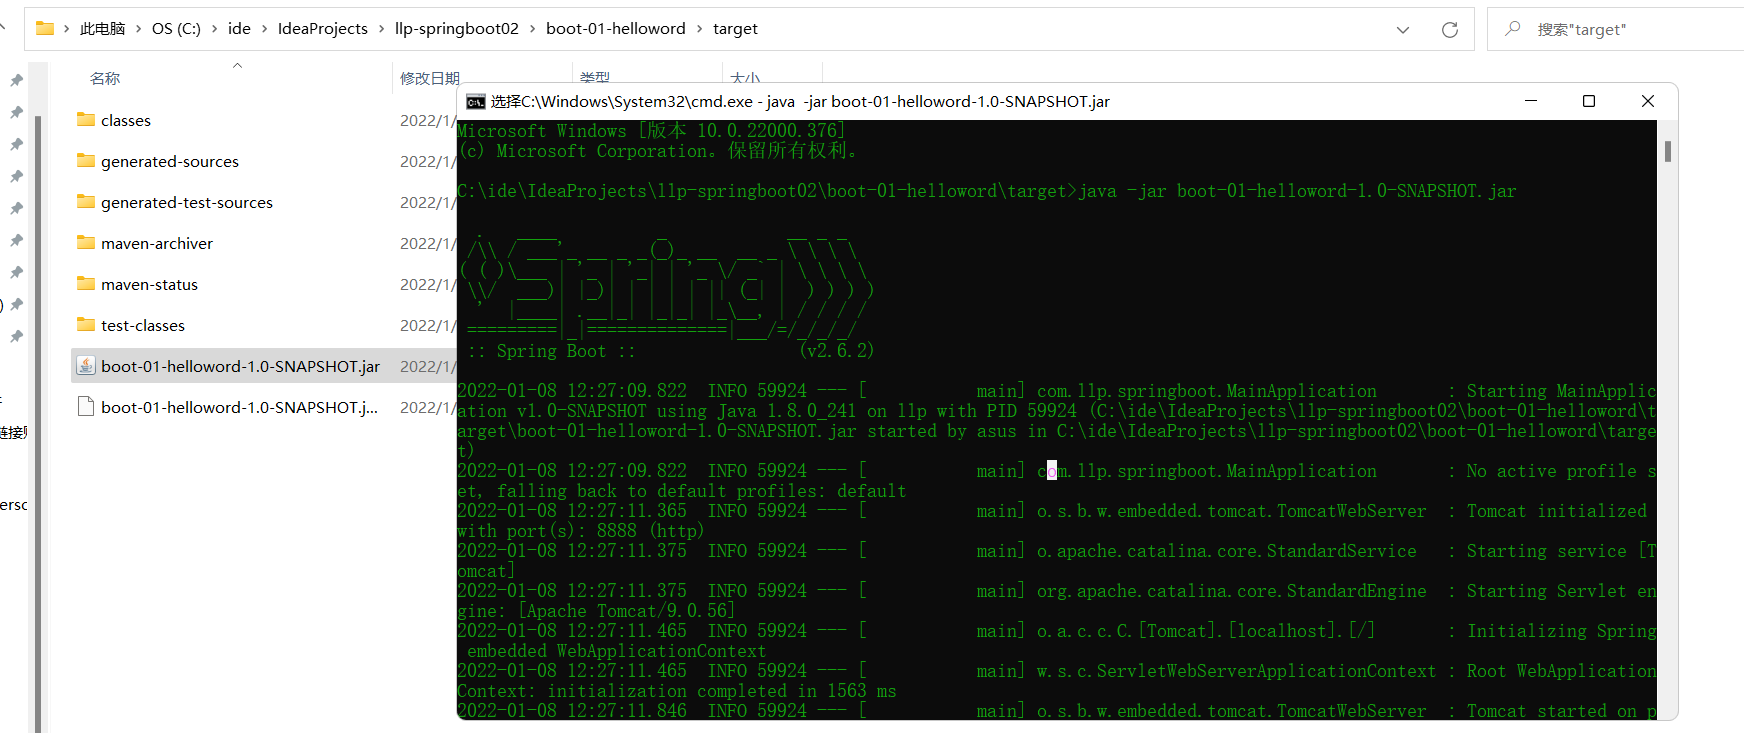 此电脑 › OS (C:) › ide › IdeaProjects › llp-springboot02 › boot-01-helloword › target
搜索"target"
名称 修改日期 类型 大小
classes 2022/1/
generated-sources 2022/1/
generated-test-sources 2022/1/
maven-archiver 2022/1/
maven-status 2022/1/
test-classes 2022/1/
boot-01-helloword-1.0-SNAPSHOT.jar 2022/1/
boot-01-helloword-1.0-SNAPSHOT.j... 2022/1/
选择C:\Windows\System32\cmd.exe - java  -jar boot-01-helloword-1.0-SNAPSHOT.jar
Microsoft Windows [版本 10.0.22000.376]
(c) Microsoft Corporation。保留所有权利。
C:\ide\IdeaProjects\llp-springboot02\boot-01-helloword\target>java -jar boot-01-helloword-1.0-SNAPSHOT.jar
Spring
:: Spring Boot ::                (v2.6.2)
2022-01-08 12:27:09.822  INFO 59924 --- [           main] com.llp.springboot.MainApplication       : Starting MainApplic
ation v1.0-SNAPSHOT using Java 1.8.0_241 on llp with PID 59924 (C:\ide\IdeaProjects\llp-springboot02\boot-01-helloword\t
arget\boot-01-helloword-1.0-SNAPSHOT.jar started by asus in C:\ide\IdeaProjects\llp-springboot02\boot-01-helloword\targe
t)
2022-01-08 12:27:09.822  INFO 59924 --- [           main] com.llp.springboot.MainApplication       : No active profile s
et, falling back to default profiles: default
2022-01-08 12:27:11.365  INFO 59924 --- [           main] o.s.b.w.embedded.tomcat.TomcatWebServer  : Tomcat initialized
with port(s): 8888 (http)
2022-01-08 12:27:11.375  INFO 59924 --- [           main] o.apache.catalina.core.StandardService   : Starting service [T
omcat]
2022-01-08 12:27:11.375  INFO 59924 --- [           main] org.apache.catalina.core.StandardEngine  : Starting Servlet en
gine: [Apache Tomcat/9.0.56]
2022-01-08 12:27:11.465  INFO 59924 --- [           main] o.a.c.c.C.[Tomcat].[localhost].[/]       : Initializing Spring
 embedded WebApplicationContext
2022-01-08 12:27:11.465  INFO 59924 --- [           main] w.s.c.ServletWebServerApplicationContext : Root WebApplication
Context: initialization completed in 1563 ms
2022-01-08 12:27:11.846  INFO 59924 --- [           main] o.s.b.w.embedded.tomcat.TomcatWebServer  : Tomcat started on p